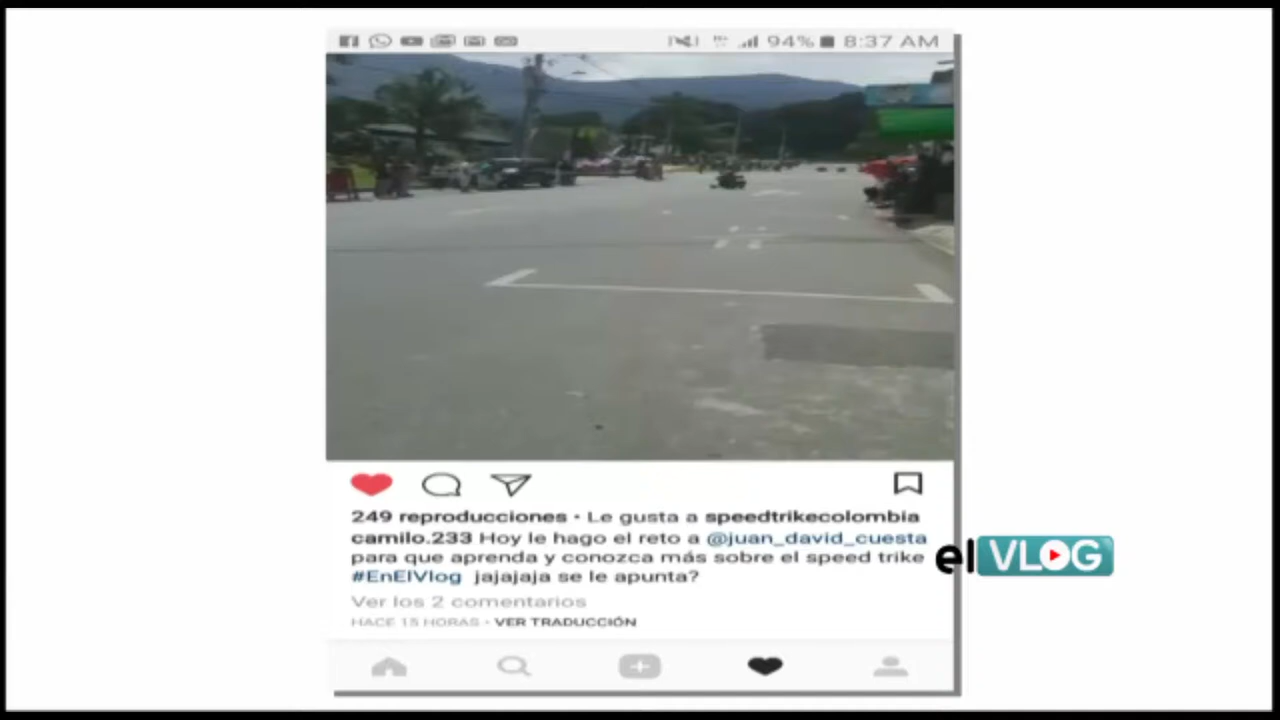 94% 8:37 AM
249 reproducciones • Le gusta a speedtrikecolombia
camilo.233 Hoy le hago el reto a @juan_david_cuesta
para que aprenda y conozca más sobre el speed trike
#EnElVlog jajajaja se le apunta?
Ver los 2 comentarios
HACE 15 HORAS • VER TRADUCCIÓN
el VLOG